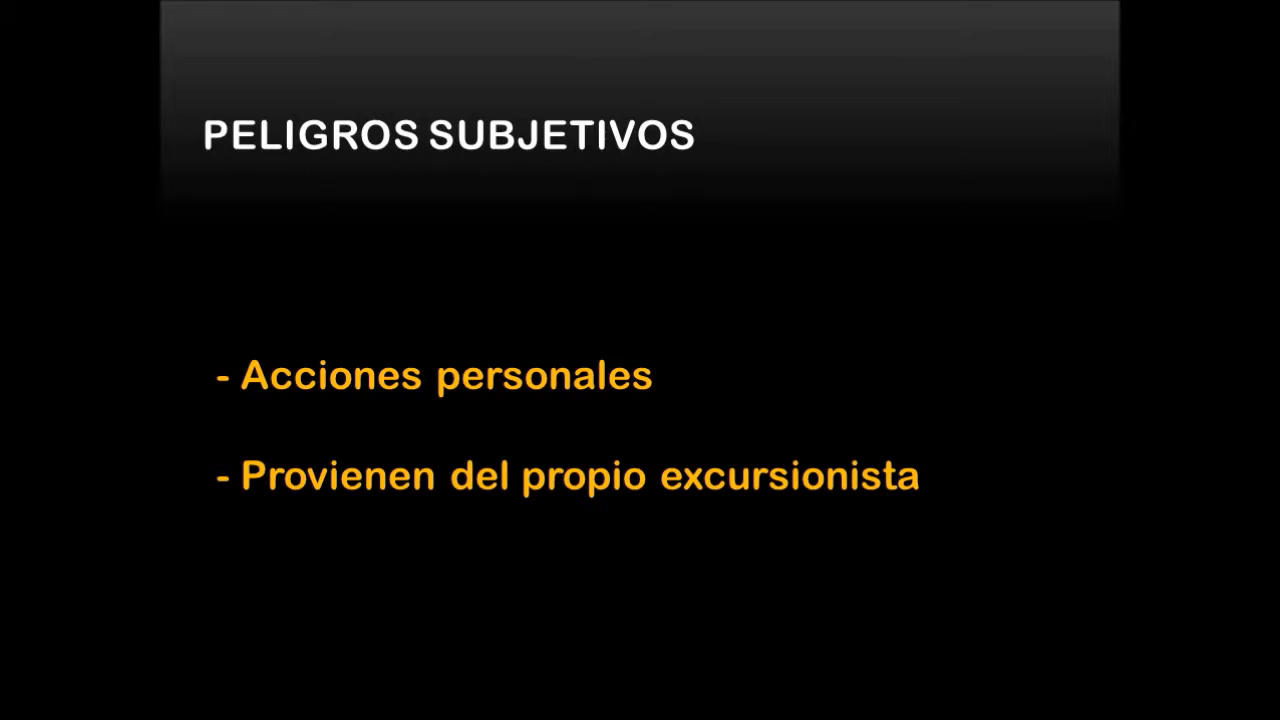 PELIGROS SUBJETIVOS
- Acciones personales
- Provienen del propio excursionista